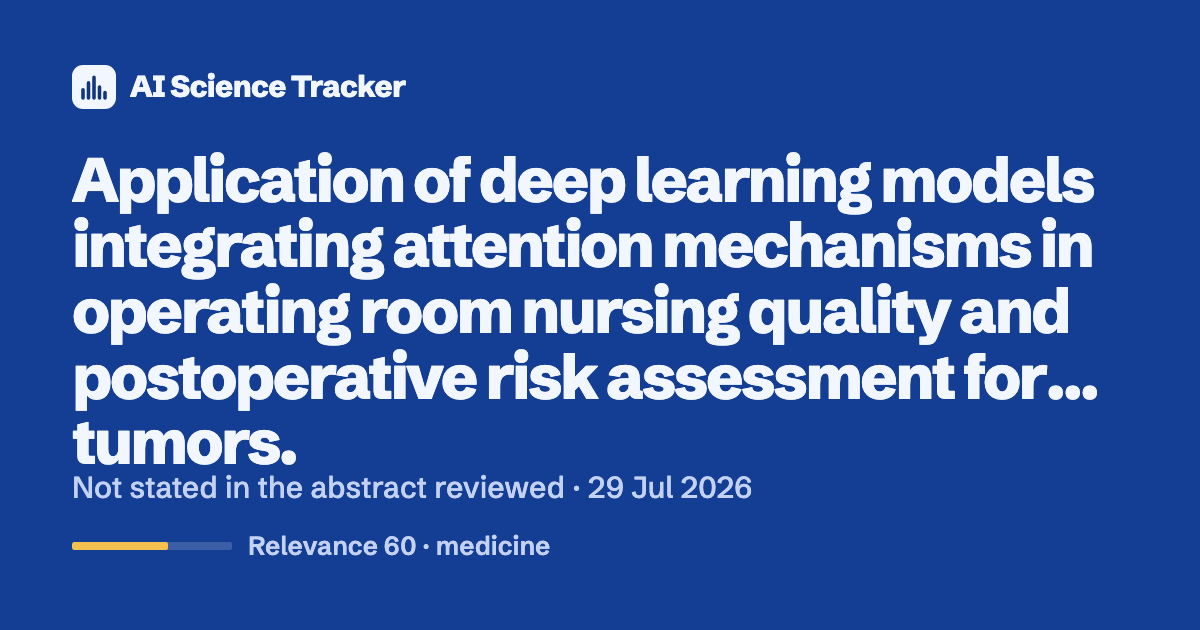 AI Science Tracker
Application of deep learning models
integrating attention mechanisms in
operating room nursing quality and
postoperative risk assessment for...
tumors.
Not stated in the abstract reviewed · 29 Jul 2026
Relevance 60 · medicine